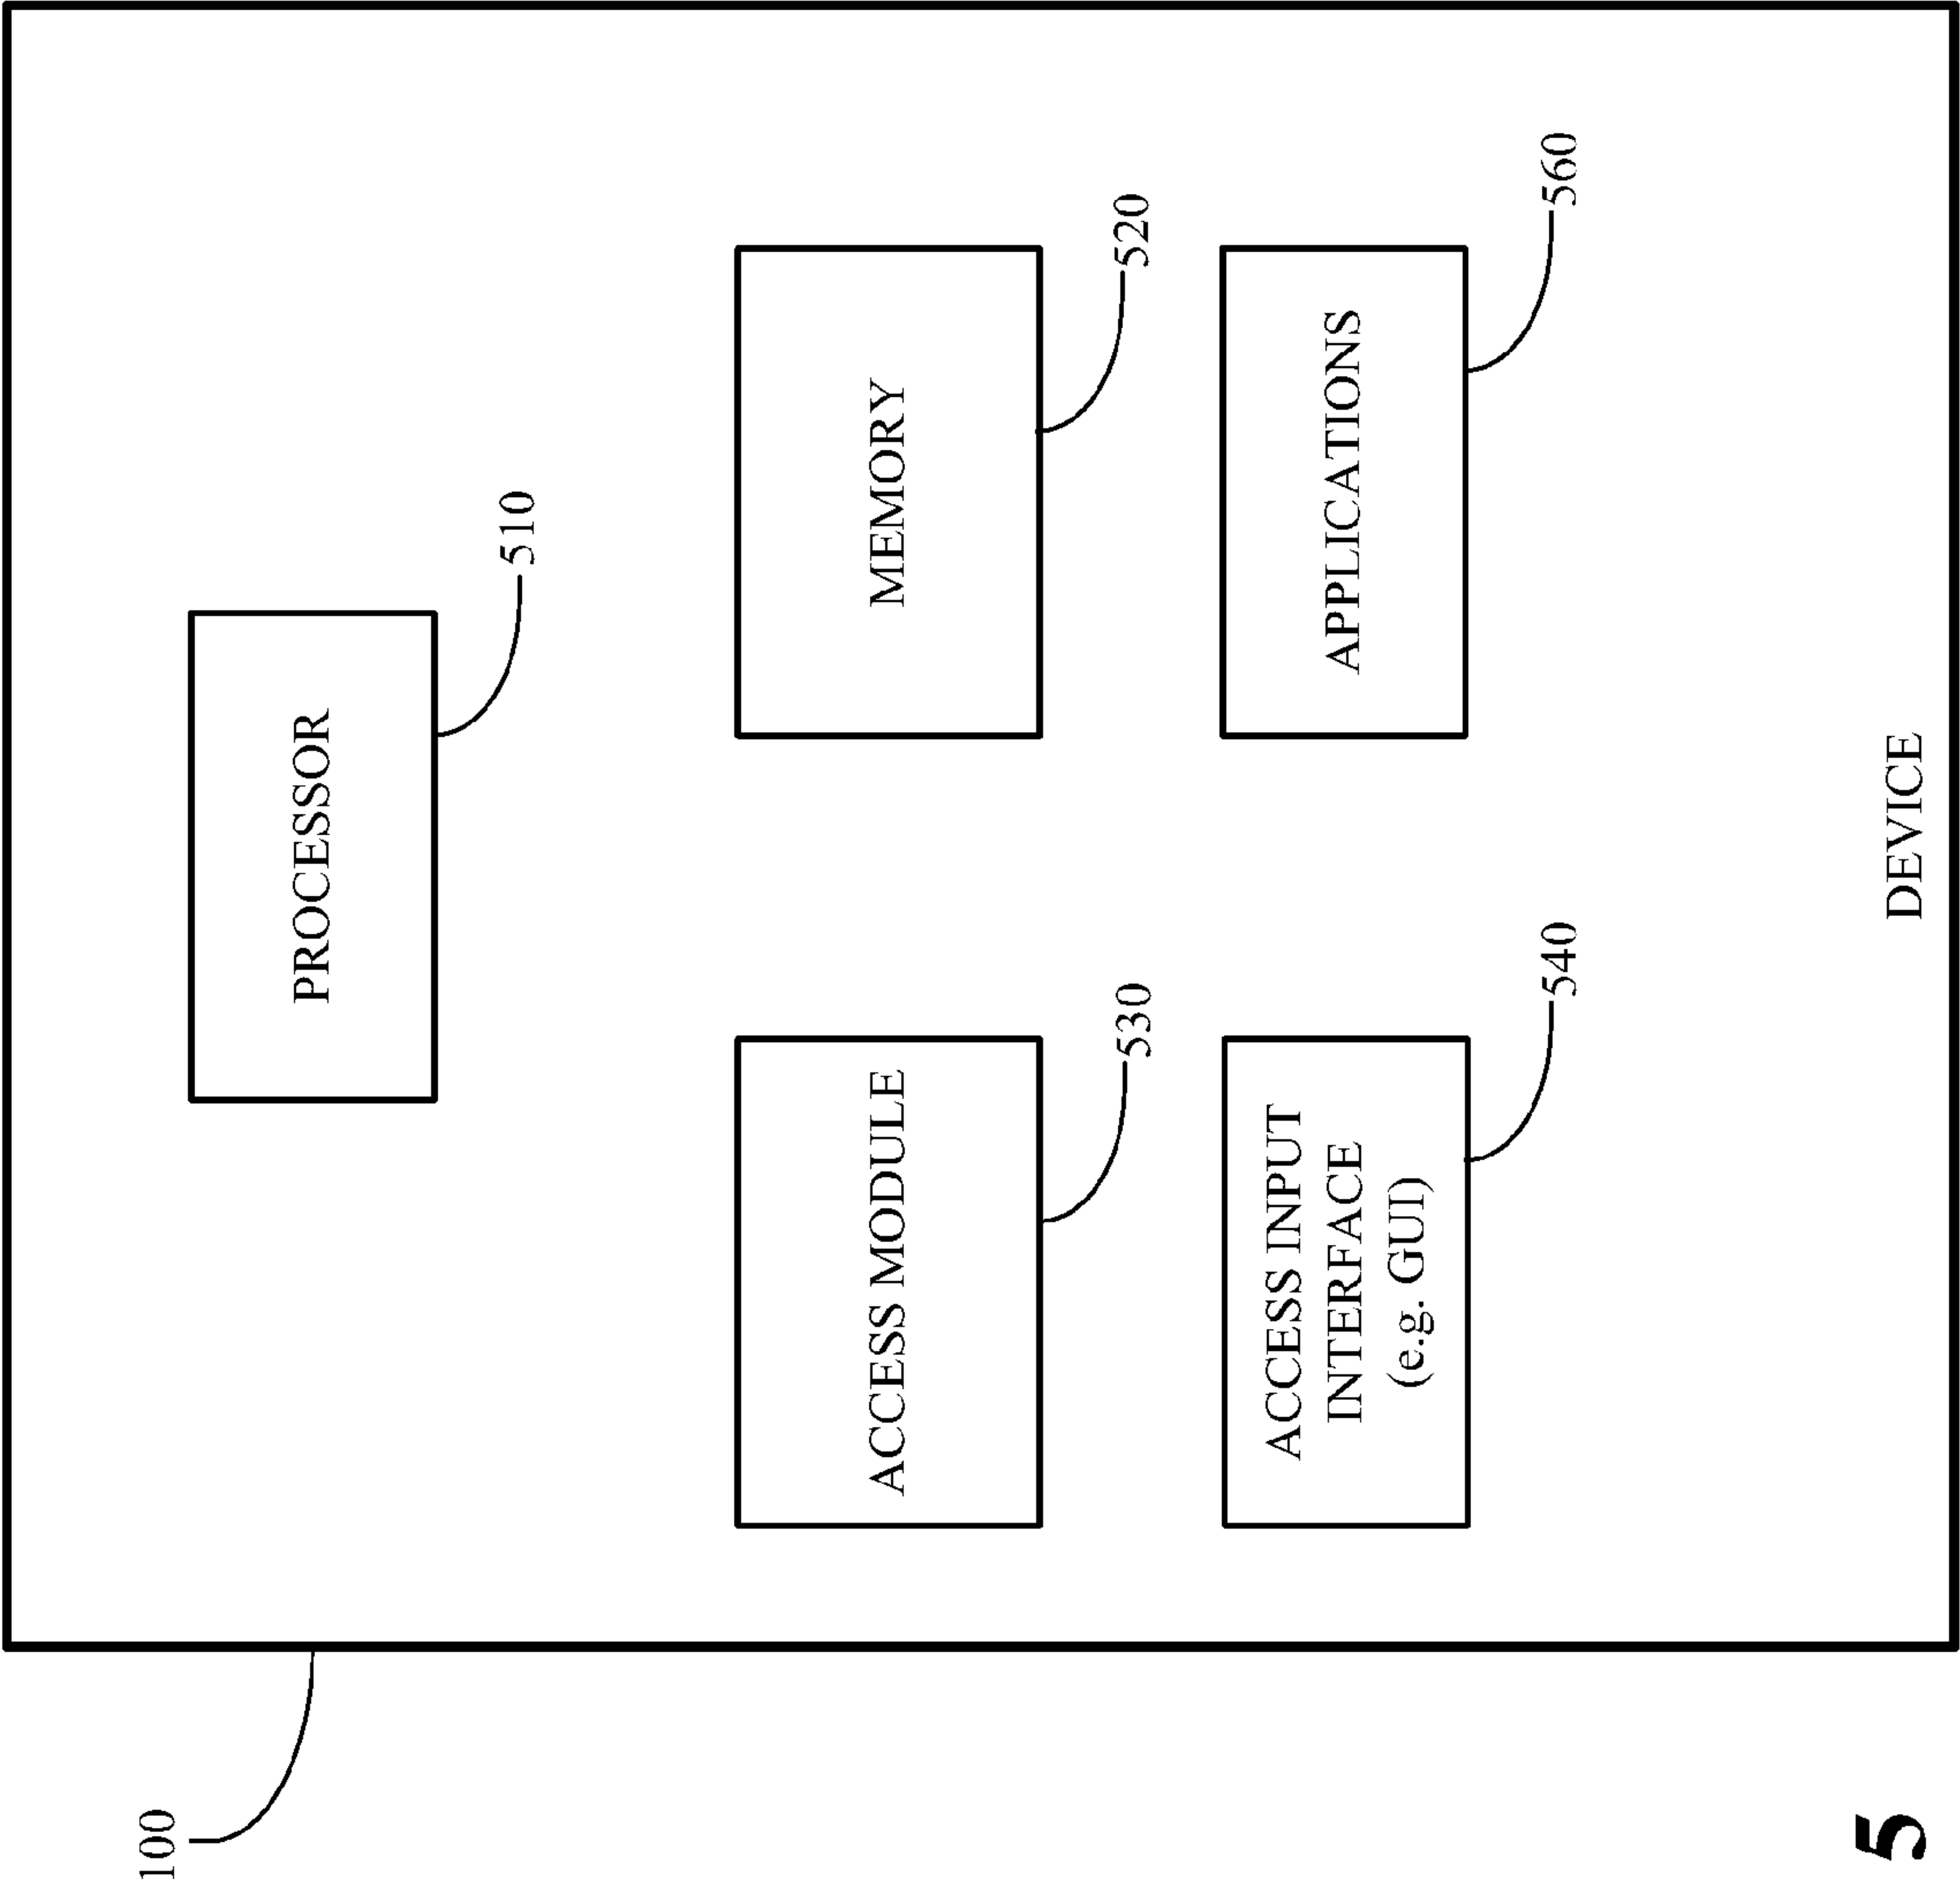 100
PROCESSOR
510
ACCESS MODULE
530
MEMORY
520
ACCESS INPUT
INTERFACE
(e.g. GUI)
540
APPLICATIONS
560
DEVICE
5